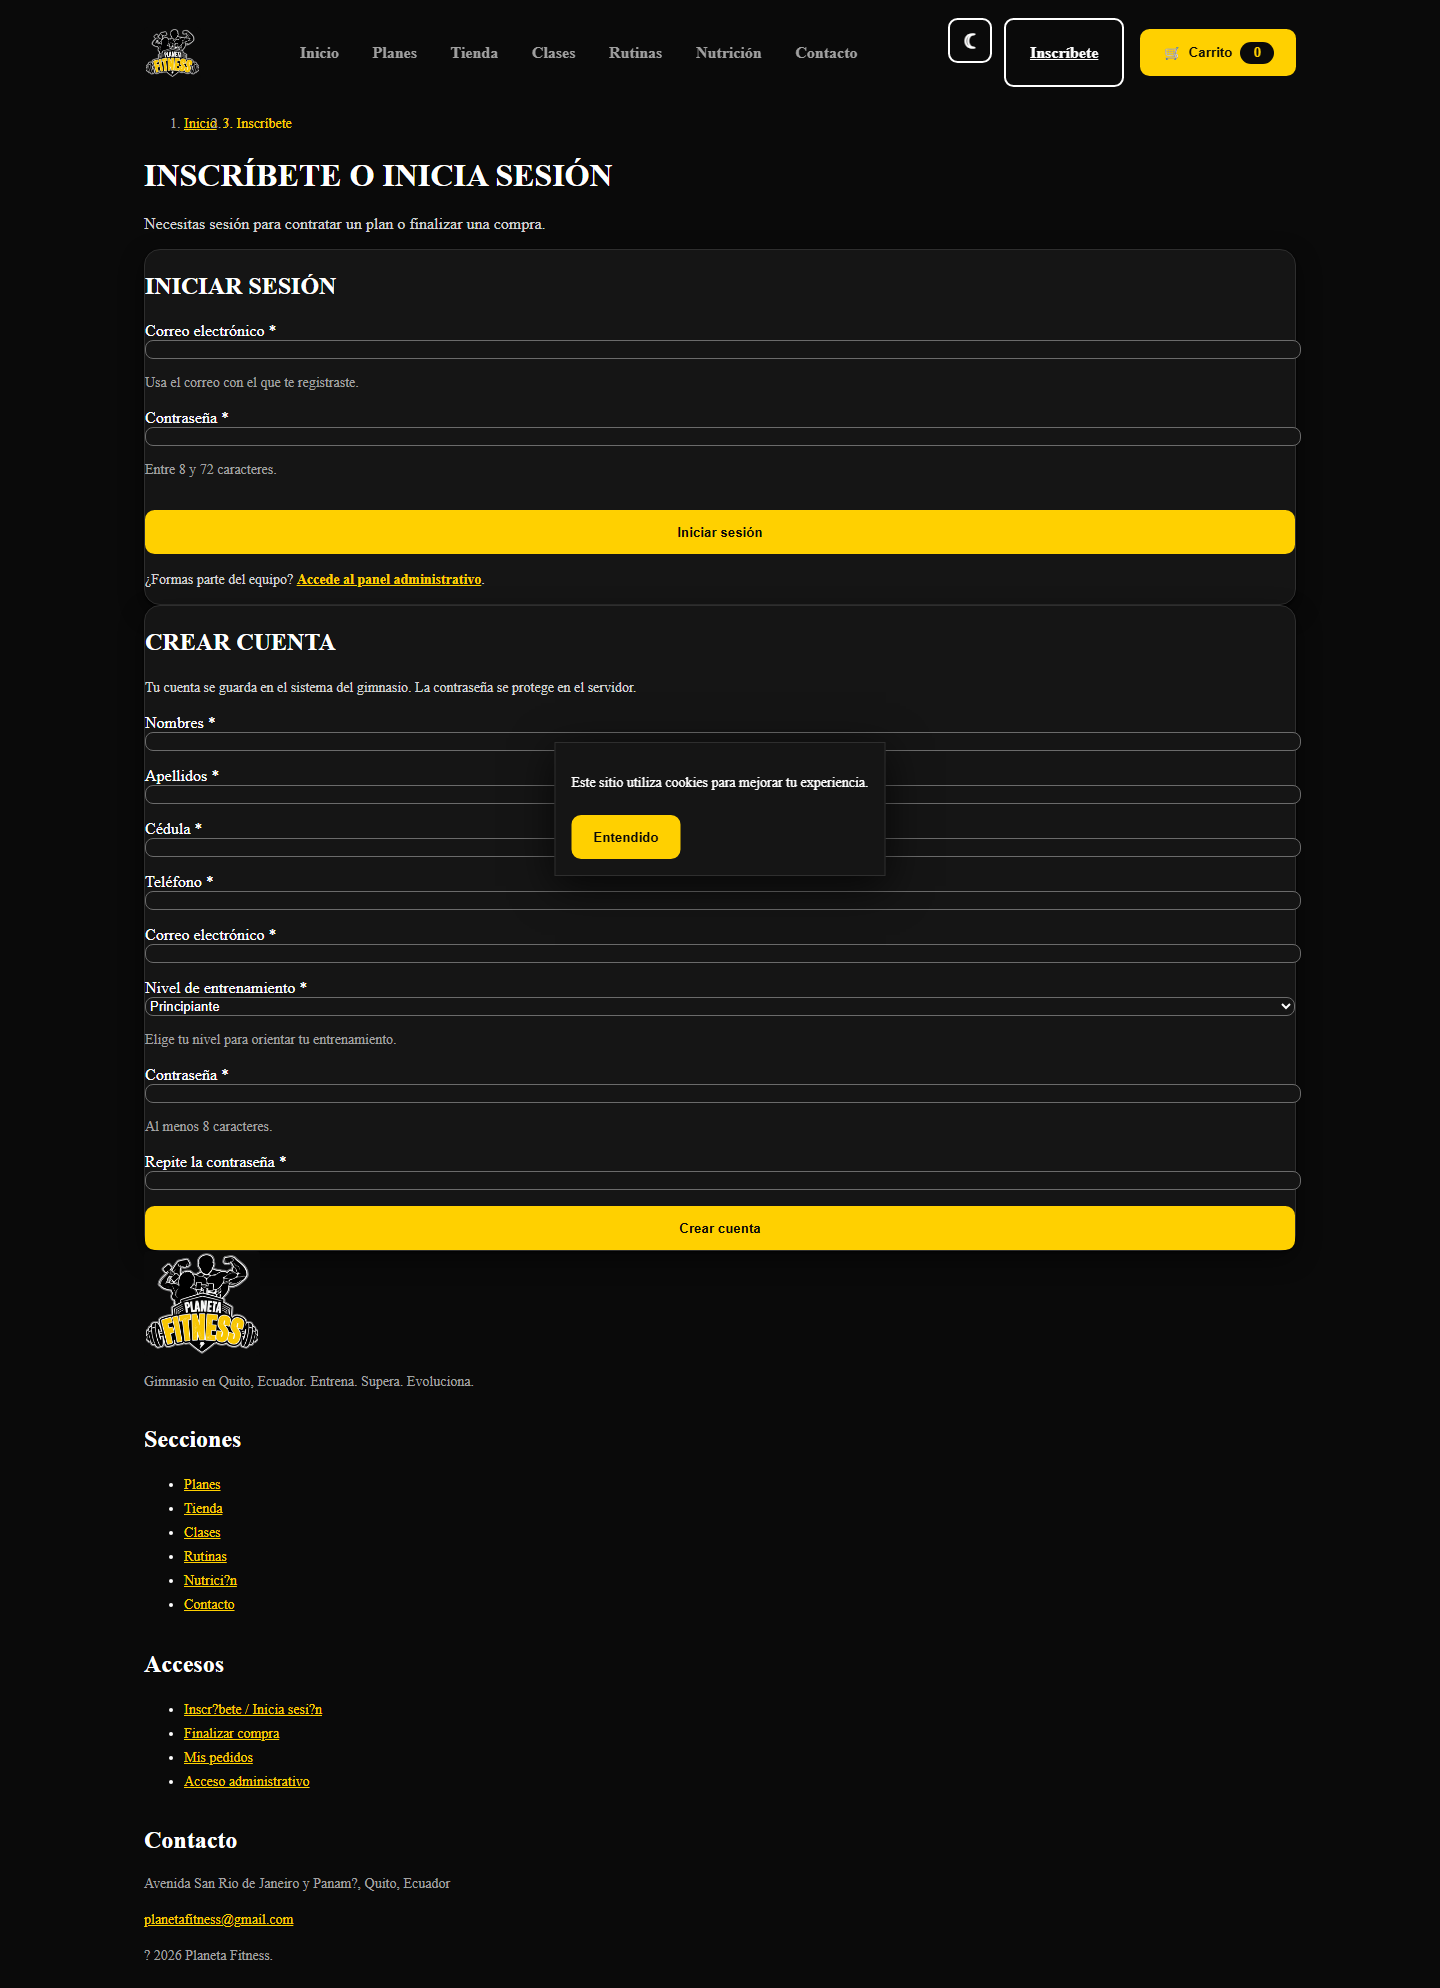 PLANETA
FITNESS
Inicio
Planes
Tienda
Clases
Rutinas
Nutrición
Contacto
Inscríbete
Carrito 0
1. Inicio
3. Inscríbete
INSCRÍBETE O INICIA SESIÓN
Necesitas sesión para contratar un plan o finalizar una compra.
INICIAR SESIÓN
Correo electrónico *
Usa el correo con el que te registraste.
Contraseña *
Entre 8 y 72 caracteres.
Iniciar sesión
¿Formas parte del equipo? Accede al panel administrativo.
CREAR CUENTA
Tu cuenta se guarda en el sistema del gimnasio. La contraseña se protege en el servidor.
Nombres *
Apellidos *
Este sitio utiliza cookies para mejorar tu experiencia.
Entendido
Cédula *
Teléfono *
Correo electrónico *
Nivel de entrenamiento *
Principiante
Elige tu nivel para orientar tu entrenamiento.
Contraseña *
Al menos 8 caracteres.
Repite la contraseña *
Crear cuenta
PLANETA
FITNESS
Gimnasio en Quito, Ecuador. Entrena. Supera. Evoluciona.
Secciones
Planes
Tienda
Clases
Rutinas
Nutrici?n
Contacto
Accesos
Inscr?bete / Inicia sesi?n
Finalizar compra
Mis pedidos
Acceso administrativo
Contacto
Avenida San Rio de Janeiro y Panam?, Quito, Ecuador
planetafitness@gmail.com
? 2026 Planeta Fitness.